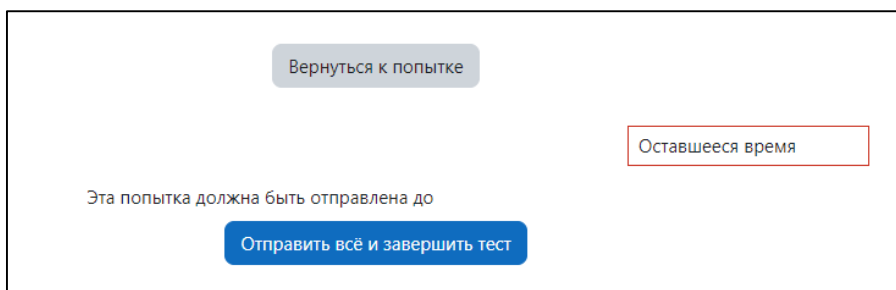 Вернуться к попытке
Оставшееся время
Эта попытка должна быть отправлена до
Отправить всё и завершить тест